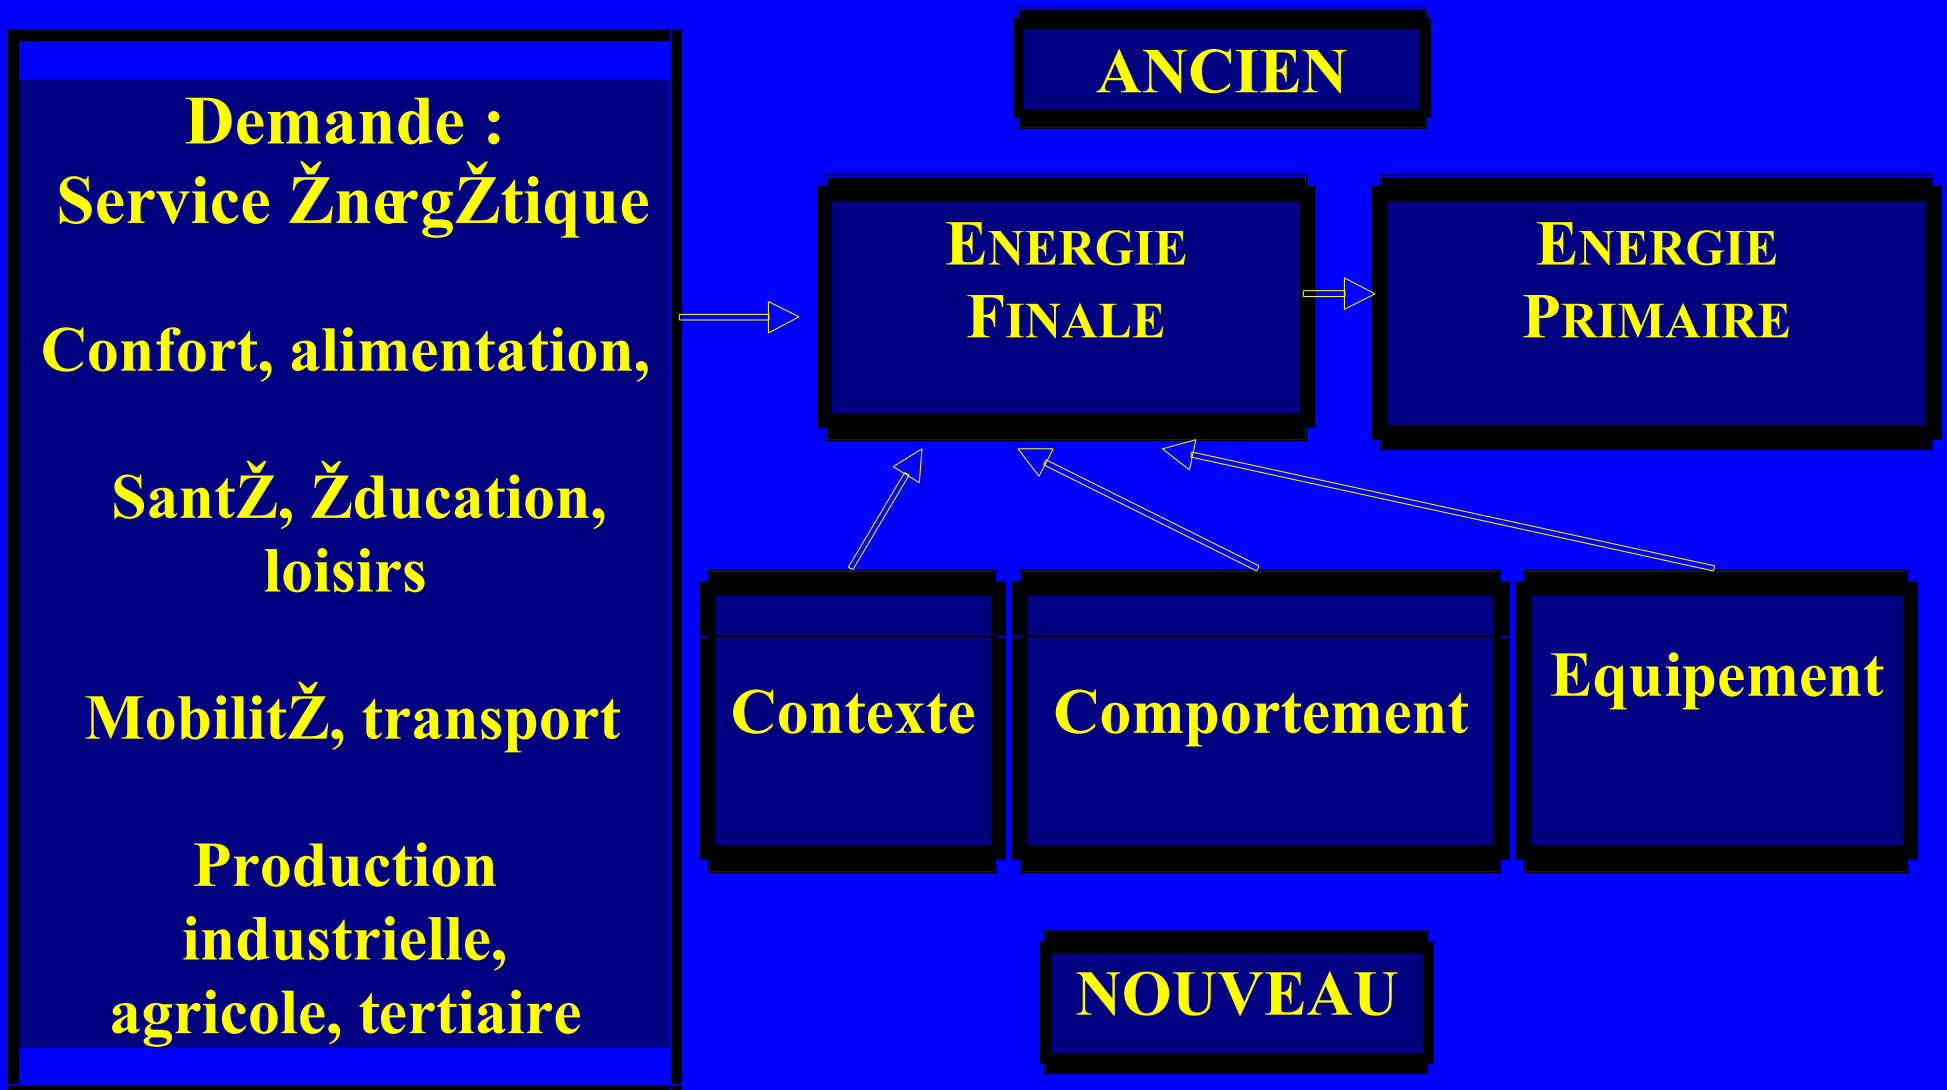 Demande :
Service ŽnergŽtique
Confort, alimentation,
SantŽ, Žducation,
loisirs
MobilitŽ, transport
Production
industrielle,
agricole, tertiaire
ANCIEN
ENERGIE
FINALE
ENERGIE
PRIMAIRE
Contexte
Comportement
Equipement
NOUVEAU